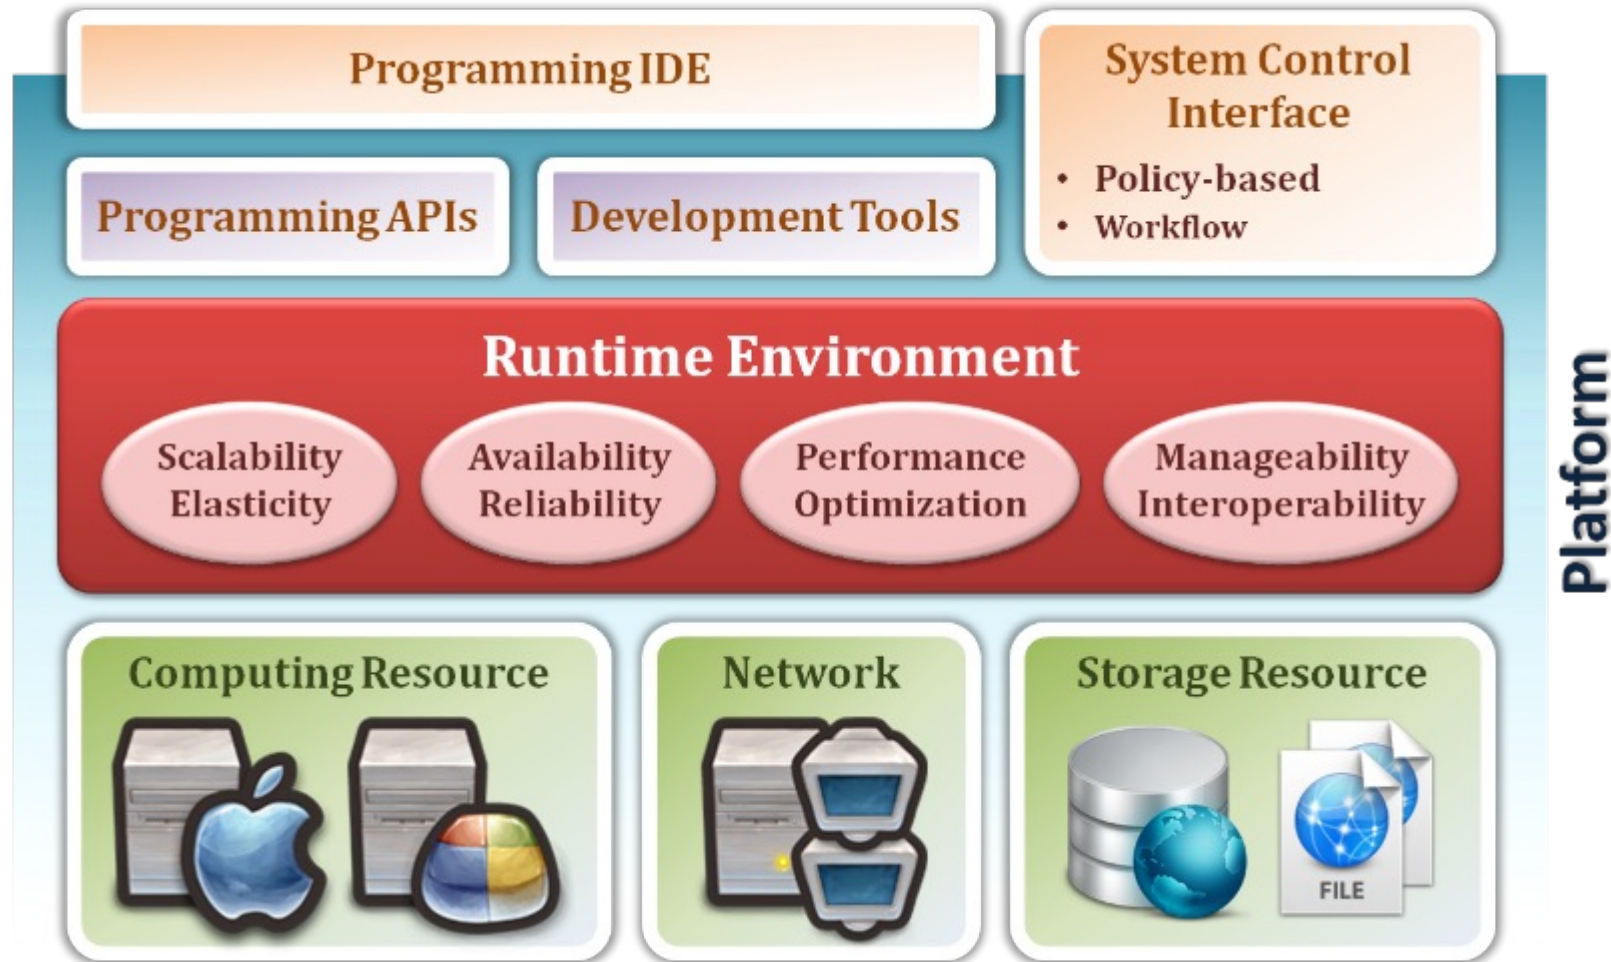 Programming IDE
System Control
Interface
• Policy-based
• Workflow
Programming APIs
Development Tools
Runtime Environment
Scalability
Elasticity
Availability
Reliability
Performance
Optimization
Manageability
Interoperability
Platform
Computing Resource
Network
Storage Resource
FILE